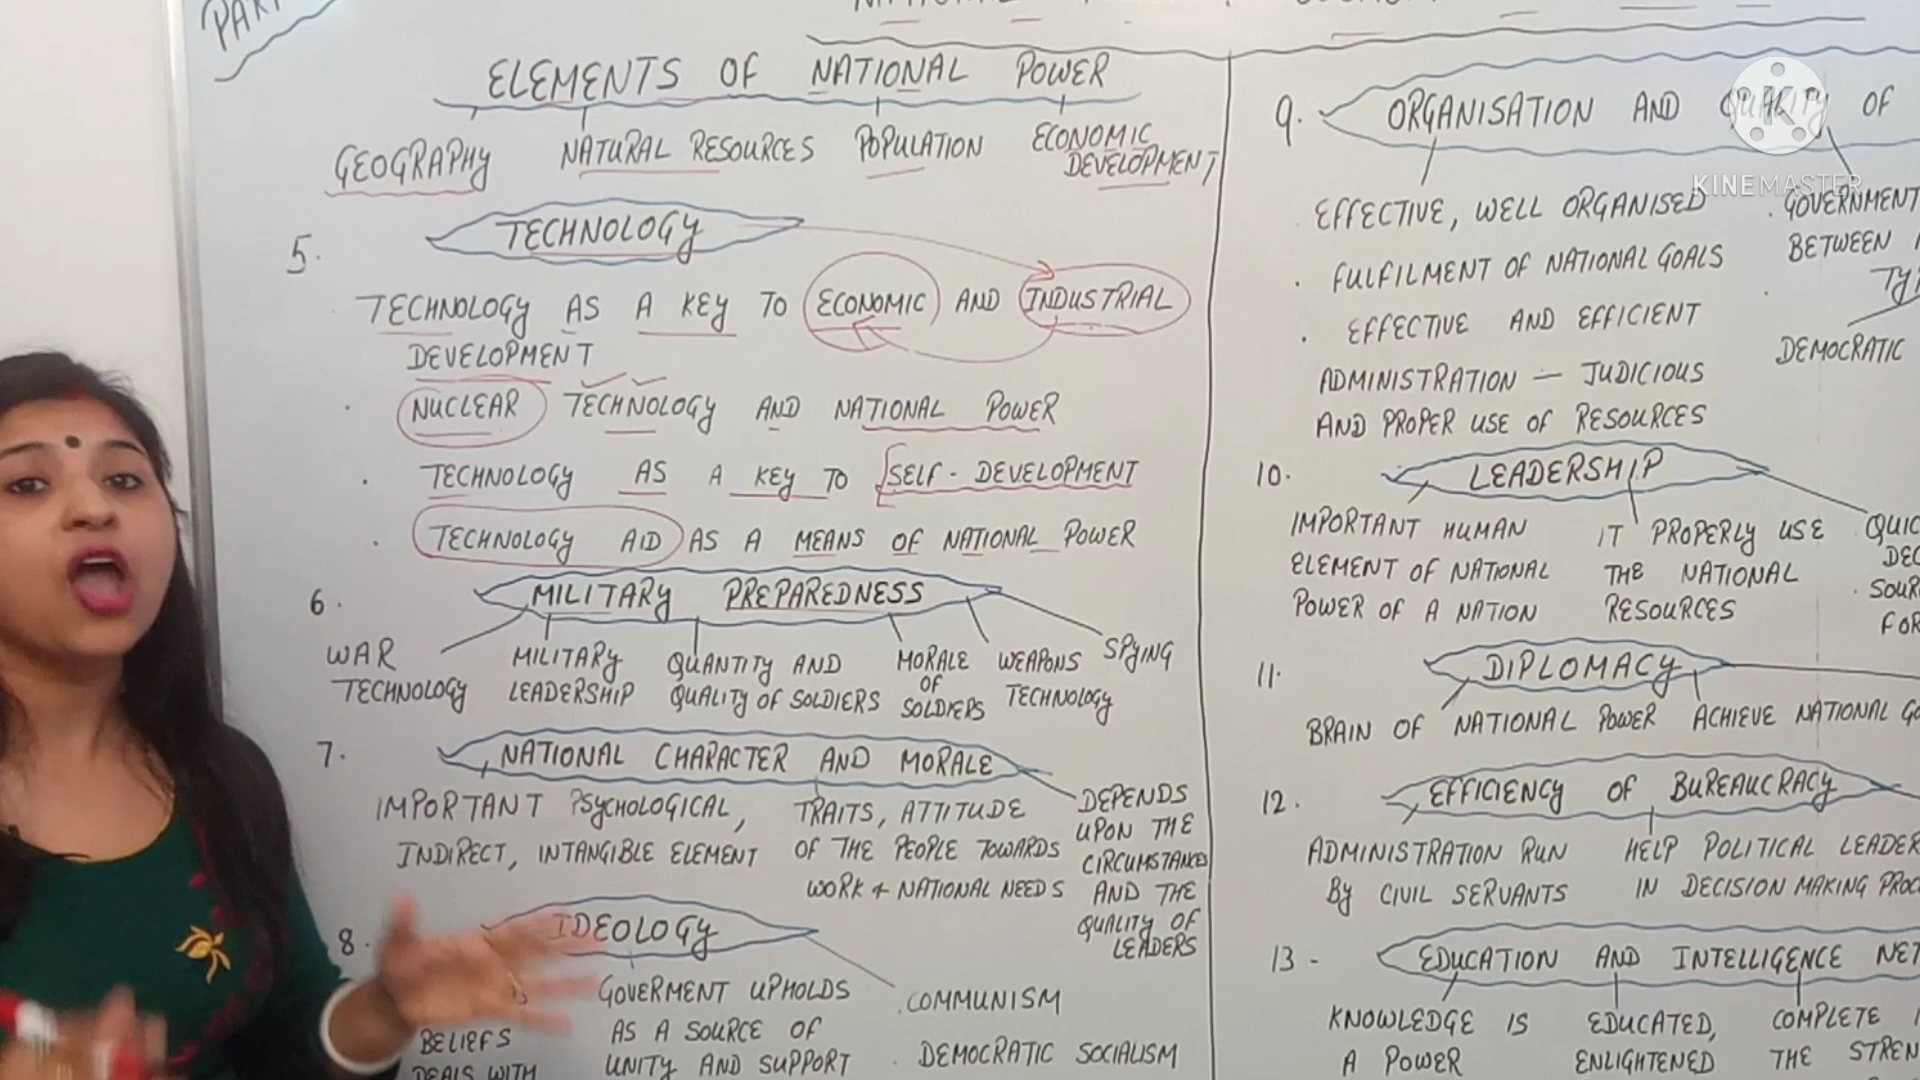 PART
ELEMENTS OF NATIONAL POWER
GEOGRAPHY NATURAL RESOURCES POPULATION ECONOMIC
DEVELOPMENT
5. TECHNOLOGY
TECHNOLOGY AS A KEY TO ECONOMIC AND INDUSTRIAL
DEVELOPMENT
. NUCLEAR TECHNOLOGY AND NATIONAL POWER
. TECHNOLOGY AS A KEY TO SELF - DEVELOPMENT
. TECHNOLOGY AID AS A MEANS OF NATIONAL POWER
6. MILITARY PREPAREDNESS
WAR
TECHNOLOGY
MILITARY
LEADERSHIP
QUANTITY AND
QUALITY OF SOLDIERS
MORALE
OF
SOLDIERS
WEAPONS
TECHNOLOGY
SPYING
7. NATIONAL CHARACTER AND MORALE
IMPORTANT PSYCHOLOGICAL,
INDIRECT, INTANGIBLE ELEMENT
TRAITS, ATTITUDE
OF THE PEOPLE TOWARDS
WORK + NATIONAL NEEDS
DEPENDS
UPON THE
CIRCUMSTANCES
AND THE
QUALITY OF
LEADERS
8. IDEOLOGY
BELIEFS
DEALS WITH
GOVERMENT UPHOLDS
AS A SOURCE OF
UNITY AND SUPPORT
. COMMUNISM
. DEMOCRATIC SOCIALISM
9. ORGANISATION AND QUALITY OF
EFFECTIVE, WELL ORGANISED
. FULFILMENT OF NATIONAL GOALS
. EFFECTIVE AND EFFICIENT
ADMINISTRATION — JUDICIOUS
AND PROPER USE OF RESOURCES
. GOVERNMENT
BETWEEN
DEMOCRATIC
10. LEADERSHIP
IMPORTANT HUMAN
ELEMENT OF NATIONAL
POWER OF A NATION
IT PROPERLY USE
THE NATIONAL
RESOURCES
11. DIPLOMACY
BRAIN OF NATIONAL POWER
ACHIEVE NATIONAL
12. EFFICIENCY OF BUREAUCRACY
ADMINISTRATION RUN
BY CIVIL SERVANTS
HELP POLITICAL LEADER
IN DECISION MAKING
13 - EDUCATION AND INTELLIGENCE NET
KNOWLEDGE IS
A POWER
EDUCATED,
ENLIGHTENED
COMPLETE
THE
K
KINEMASTER